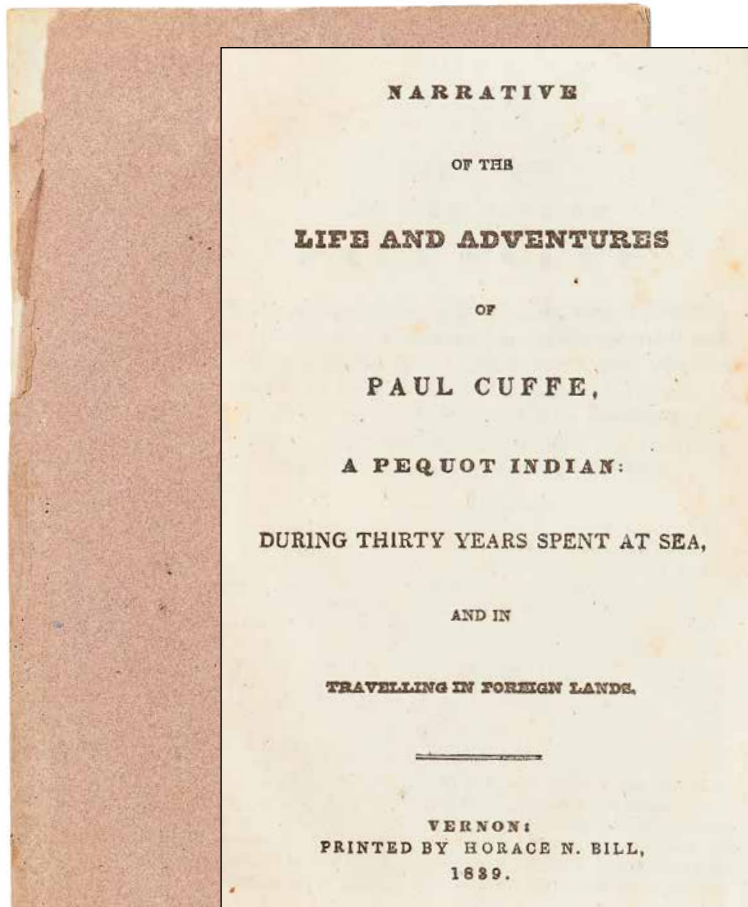 NARRATIVE
OF THE
LIFE AND ADVENTURES
OF
PAUL CUFFE,
A PEQUOT INDIAN:
DURING THIRTY YEARS SPENT AT SEA,
AND IN
TRAVELLING IN FOREIGN LANDS.
VERNON:
PRINTED BY HORACE N. BILL,
1839.